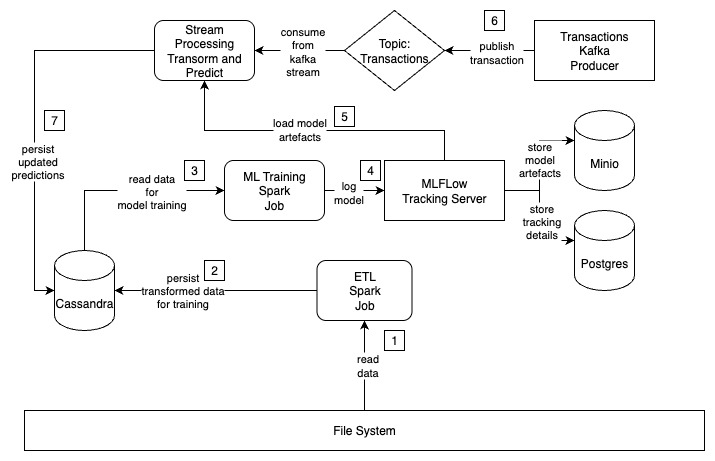 Stream
Processing
Transorm and
Predict
consume
from
kafka
stream
Topic:
Transactions
6
publish
transaction
Transactions
Kafka
Producer
7
persist
updated
predictions
5
load model
artefacts
3
read data
for
model training
ML Training
Spark
Job
4
log
model
MLFLow
Tracking Server
store
model
artefacts
Minio
store
tracking
details
Postgres
Cassandra
2
persist
transformed data
for training
ETL
Spark
Job
1
read
data
File System